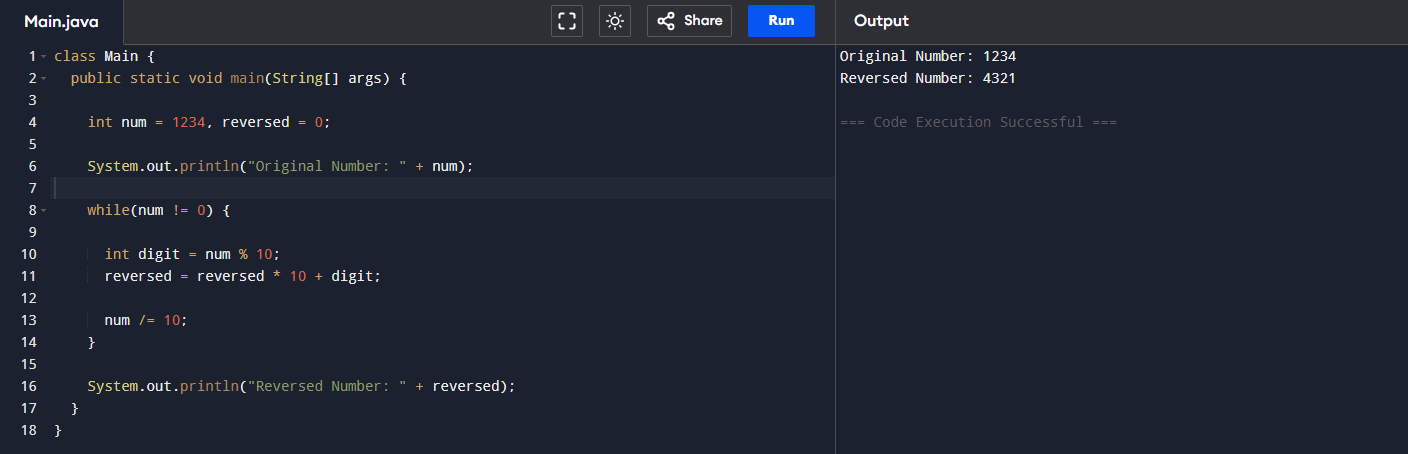 Main.java
Share
Run
Output
1 class Main {
2 public static void main(String[] args) {
3
4 int num = 1234, reversed = 0;
5
6 System.out.println("Original Number: " + num);
7
8 while(num != 0) {
9
10 int digit = num % 10;
11 reversed = reversed * 10 + digit;
12
13 num /= 10;
14 }
15
16 System.out.println("Reversed Number: " + reversed);
17 }
18 }
Original Number: 1234
Reversed Number: 4321
=== Code Execution Successful ===